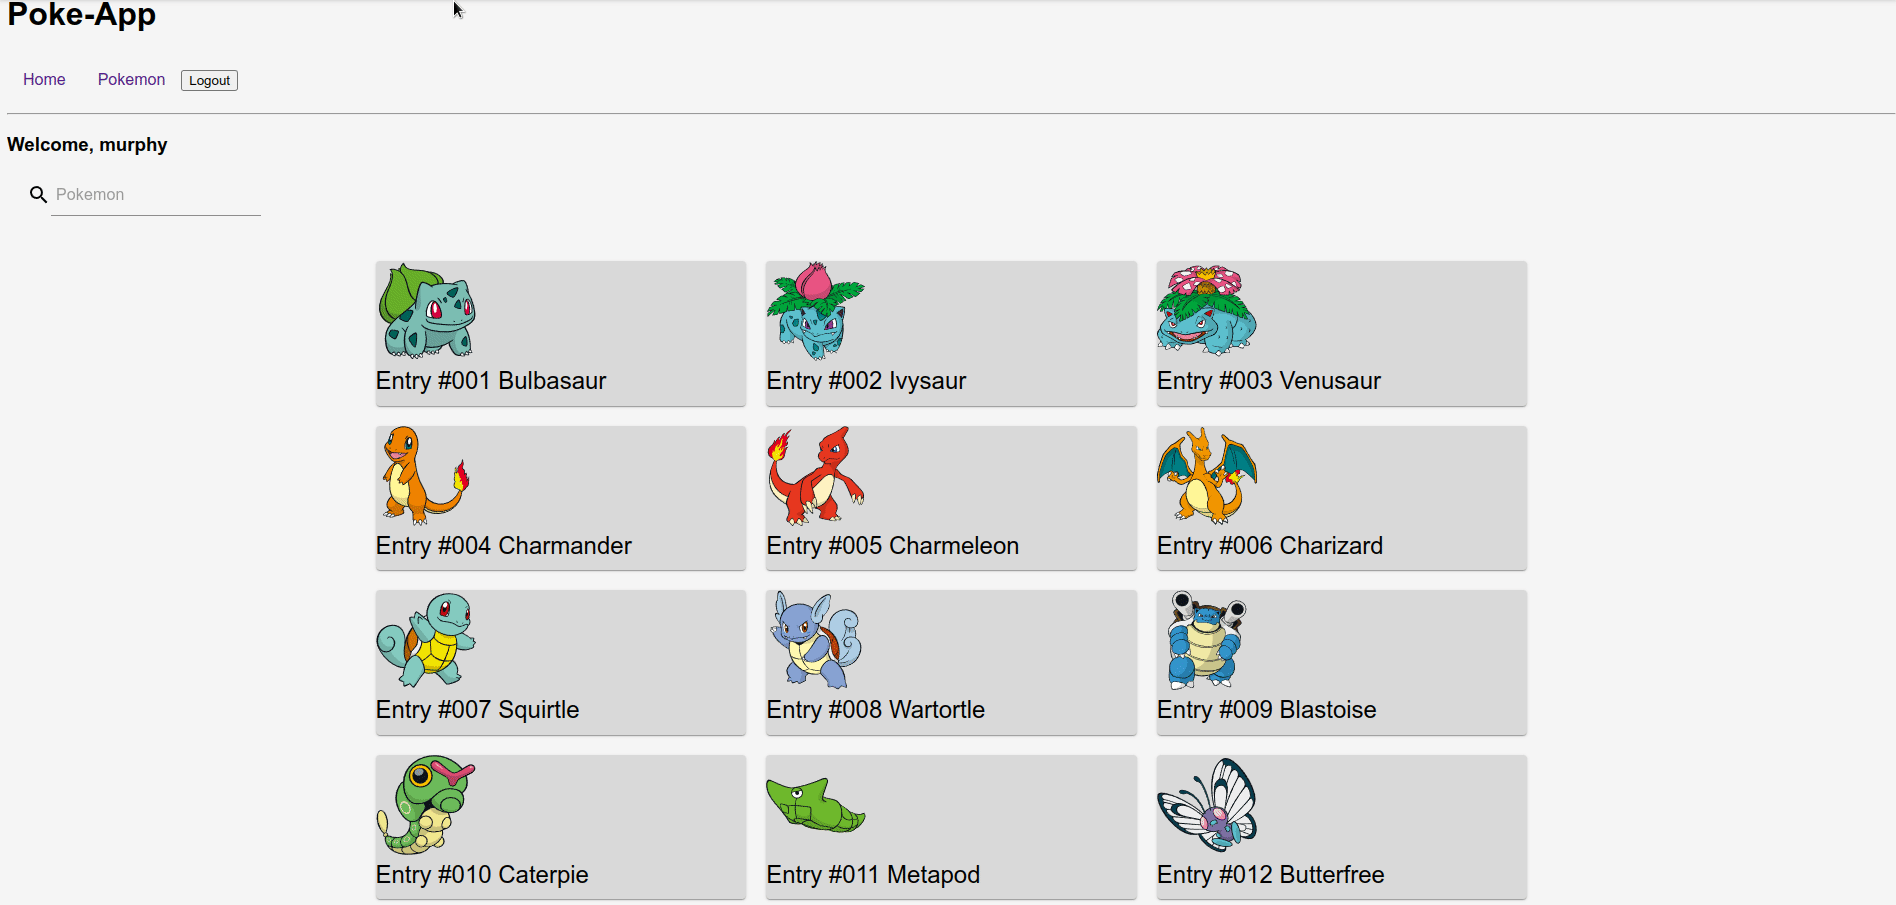 Poke-App
Home Pokemon Logout
Welcome, murphy
Pokemon
Entry #001 Bulbasaur
Entry #002 Ivysaur
Entry #003 Venusaur
Entry #004 Charmander
Entry #005 Charmeleon
Entry #006 Charizard
Entry #007 Squirtle
Entry #008 Wartortle
Entry #009 Blastoise
Entry #010 Caterpie
Entry #011 Metapod
Entry #012 Butterfree